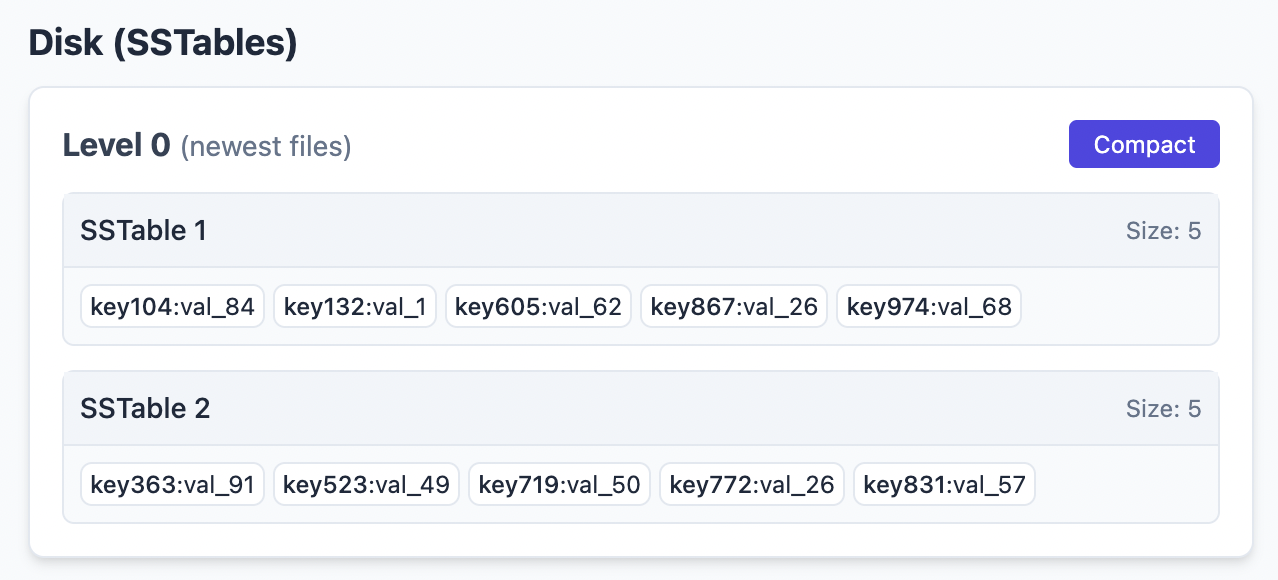 Disk (SSTables)
Level 0 (newest files)
Compact
SSTable 1
Size: 5
key104:val_84 key132:val_1 key605:val_62 key867:val_26 key974:val_68
SSTable 2
Size: 5
key363:val_91 key523:val_49 key719:val_50 key772:val_26 key831:val_57